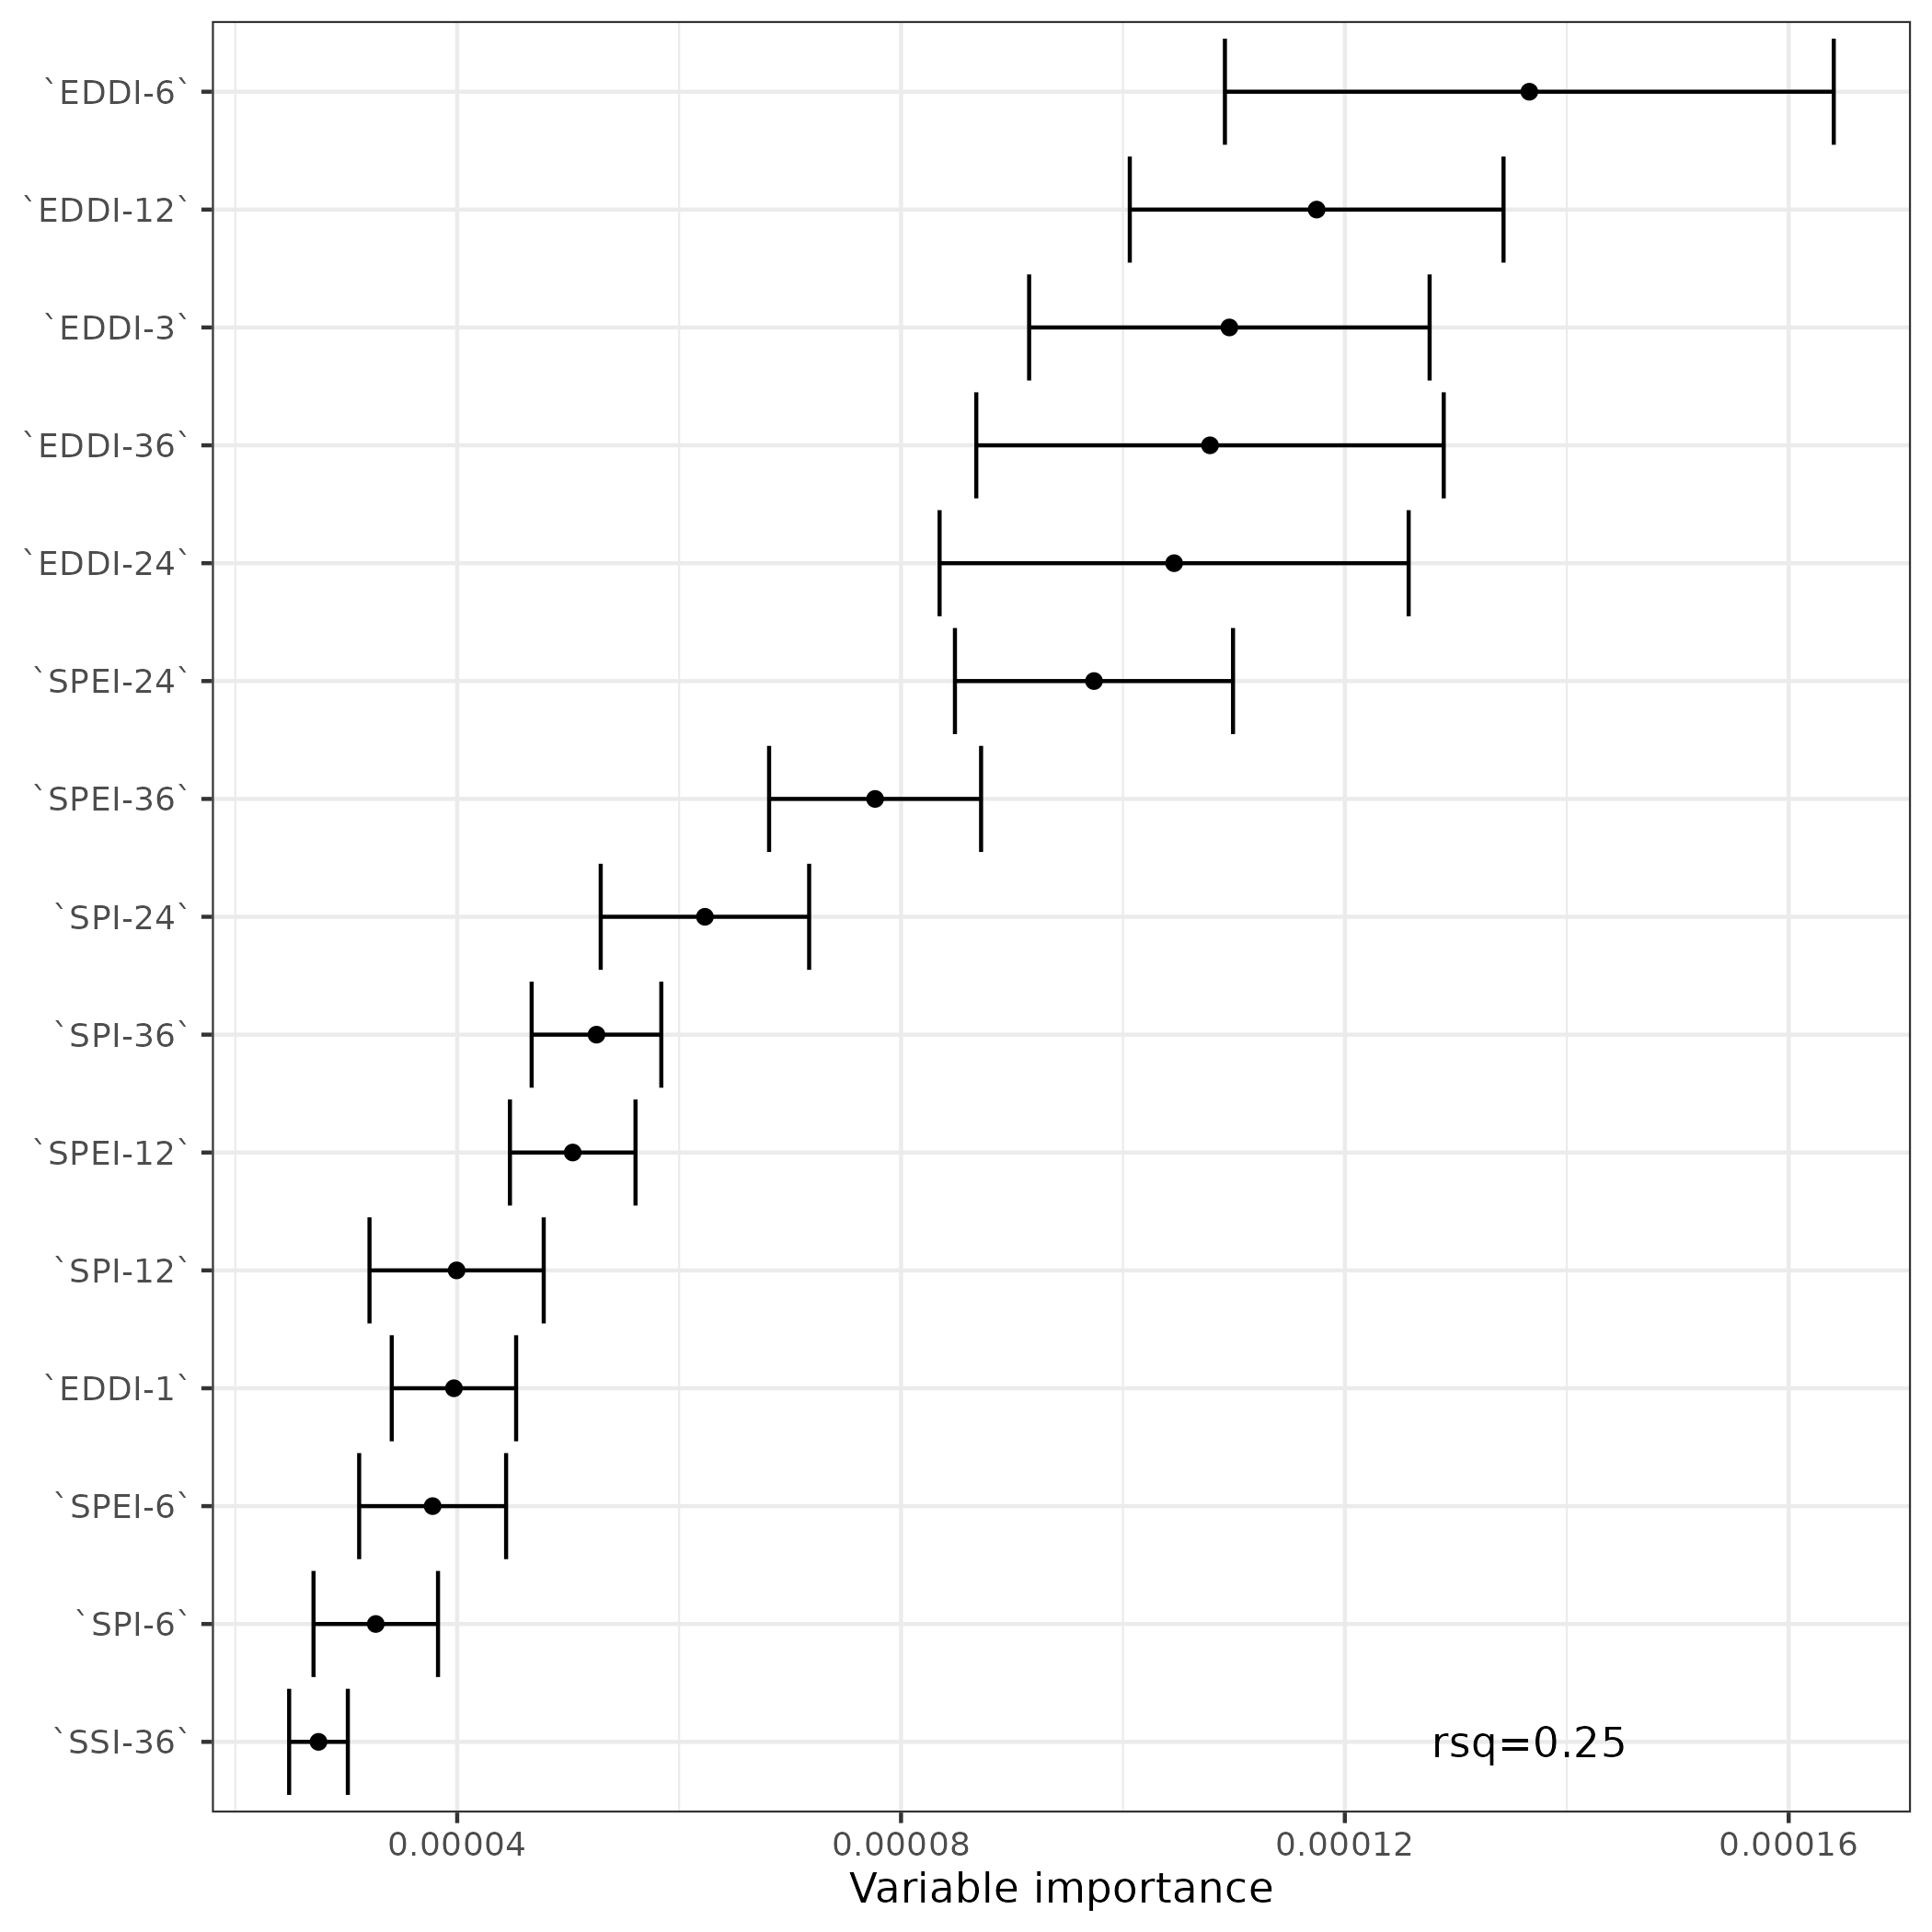 `EDDI-6`
`EDDI-12`
`EDDI-3`
`EDDI-36`
`EDDI-24`
`SPEI-24`
`SPEI-36`
`SPI-24`
`SPI-36`
`SPEI-12`
`SPI-12`
`EDDI-1`
`SPEI-6`
`SPI-6`
`SSI-36`
rsq=0.25
0.00004 0.00008 0.00012 0.00016
Variable importance